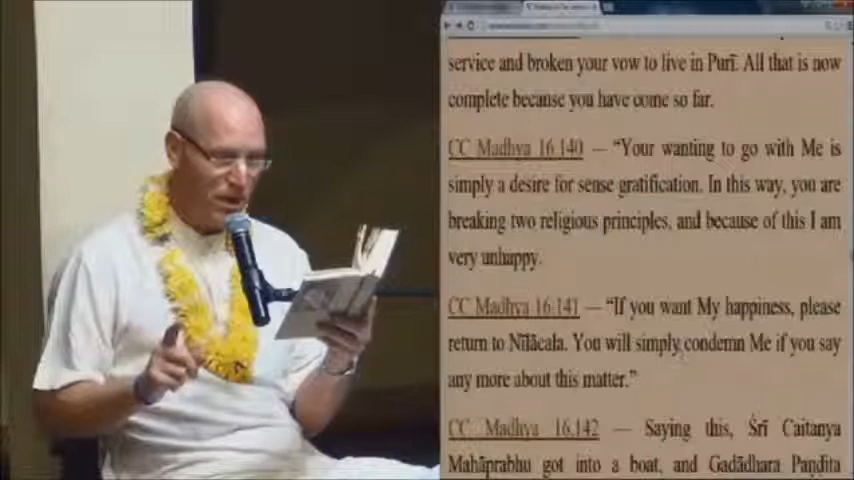 service and broken your vow to live in Purī. All that is now
complete because you have come so far.
CC Madhya 16.140 — “Your wanting to go with Me is
simply a desire for sense gratification. In this way, you are
breaking two religious principles, and because of this I am
very unhappy.
CC Madhya 16.141 — “If you want My happiness, please
return to Nīlācala. You will simply condemn Me if you say
any more about this matter.”
CC Madhya 16.142 — Saying this, Śrī Caitanya
Mahāprabhu got into a boat, and Gadādhara Paṇḍita